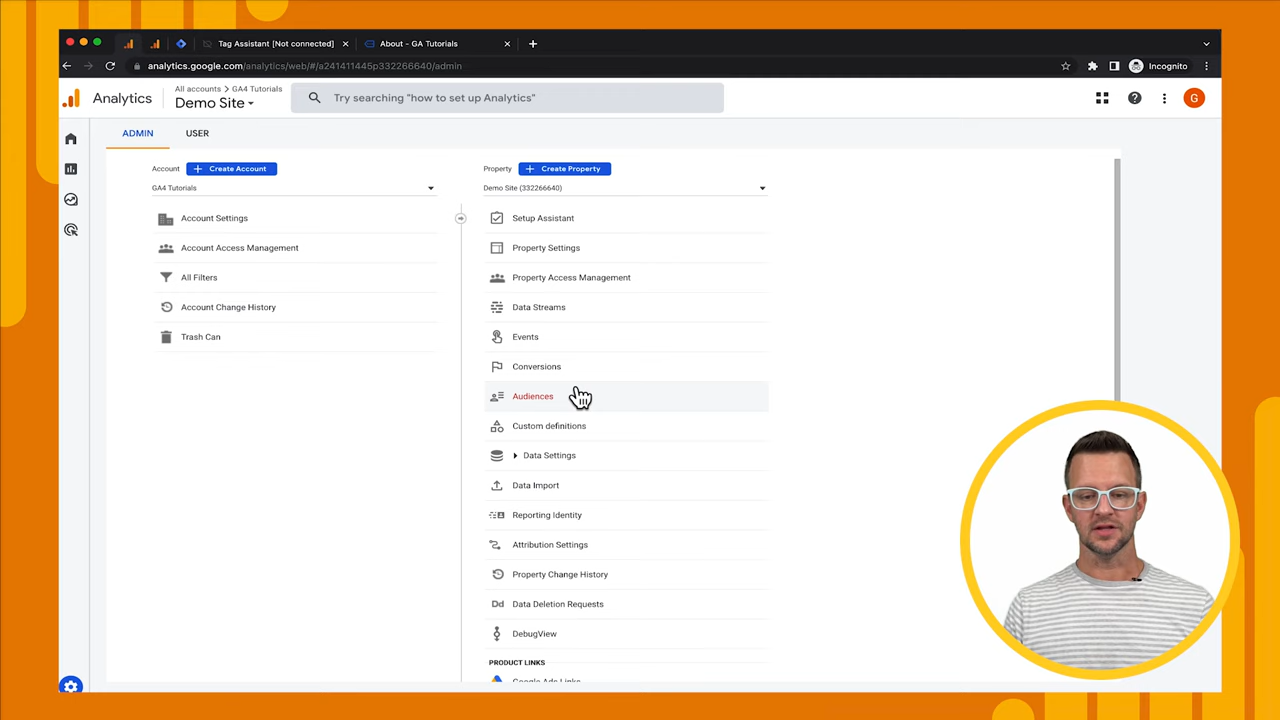 Tag Assistant [Not connected]
About - GA Tutorials
analytics.google.com/analytics/web/#/a241411445p332266640/admin
Incognito
Analytics
All accounts > GA4 Tutorials
Demo Site
Try searching "how to set up Analytics"
G
ADMIN
USER
Account
Create Account
GA4 Tutorials
Account Settings
Account Access Management
All Filters
Account Change History
Trash Can
Property
Create Property
Demo Site (332266640)
Setup Assistant
Property Settings
Property Access Management
Data Streams
Events
Conversions
Audiences
Custom definitions
Data Settings
Data Import
Reporting Identity
Attribution Settings
Property Change History
Dd Data Deletion Requests
DebugView
PRODUCT LINKS
Google Ads Links